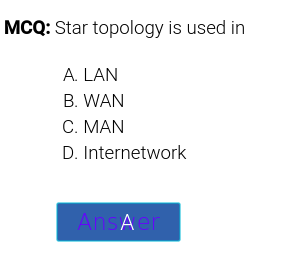 MCQ: Star topology is used in
A. LAN
B. WAN
C. MAN
D. Internetwork
Answer